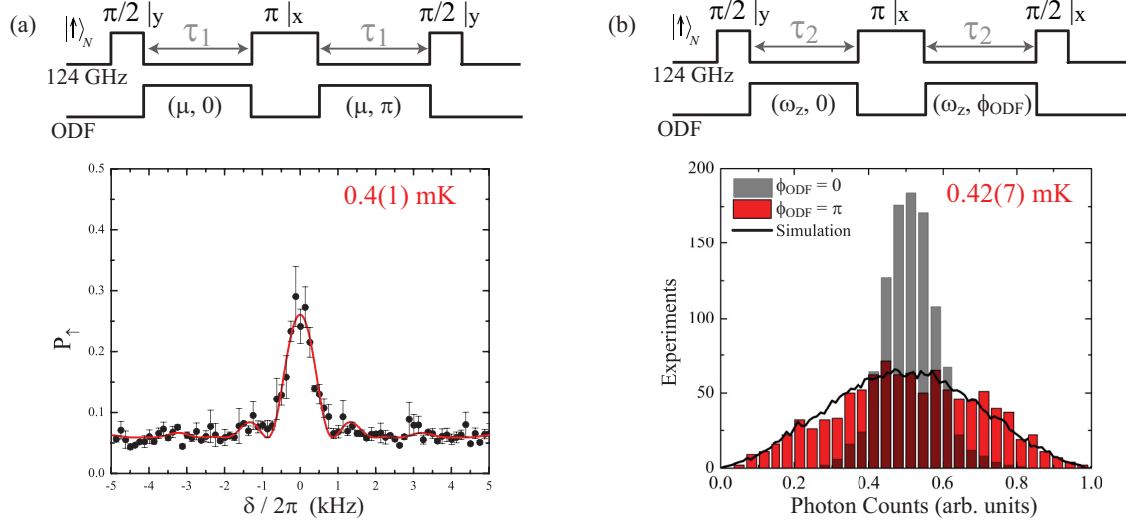 (a)
π/2 |y π |x π/2 |y
|↑⟩N τ1 τ1
124 GHz
(μ, 0) (μ, π)
ODF
0.5
0.4
0.3
0.2
0.1
0.0
P↑
0.4(1) mK
-5 -4 -3 -2 -1 0 1 2 3 4 5
δ / 2π (kHz)
(b)
π/2 |y π |x π/2 |x
|↑⟩N τ2 τ2
124 GHz
(ωz, 0) (ωz, ϕODF)
ODF
200
150
100
50
0
Experiments
ϕODF = 0
ϕODF = π
Simulation
0.42(7) mK
0.0 0.2 0.4 0.6 0.8 1.0
Photon Counts (arb. units)